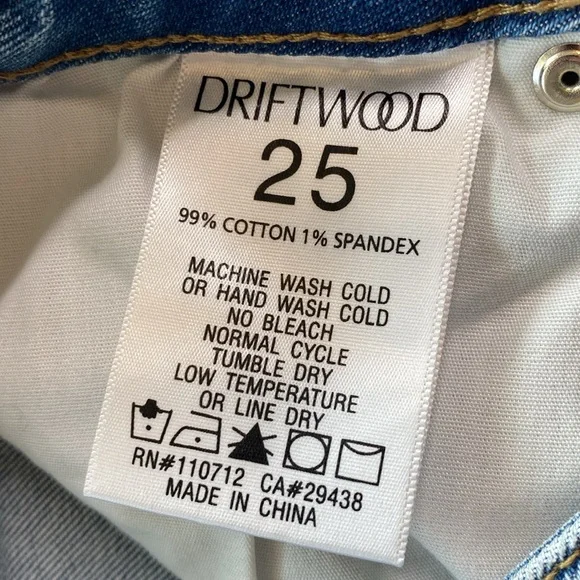 DRIFTWOOD
25
99% COTTON 1% SPANDEX
MACHINE WASH COLD
OR HAND WASH COLD
NO BLEACH
NORMAL CYCLE
TUMBLE DRY
LOW TEMPERATURE
OR LINE DRY
RN#110712 CA#29438
MADE IN CHINA